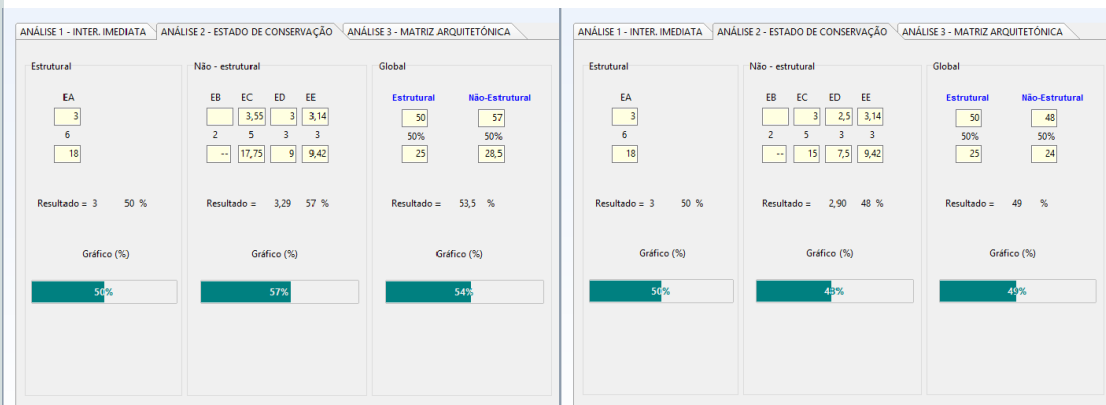 ANÁLISE 1 - INTER. IMEDIATA ANÁLISE 2 - ESTADO DE CONSERVAÇÃO ANÁLISE 3 - MATRIZ ARQUITETÓNICA
Estrutural Não - estrutural Global
EA EB EC ED EE Estrutural Não-Estrutural
3 3,55 3 3,14 50 57
6 2 5 3 3 50% 50%
18 -- 17,75 9 9,42 25 28,5
Resultado = 3 50 % Resultado = 3,29 57 % Resultado = 53,5 %
Gráfico (%) Gráfico (%) Gráfico (%)
50% 57% 54%
ANÁLISE 1 - INTER. IMEDIATA ANÁLISE 2 - ESTADO DE CONSERVAÇÃO ANÁLISE 3 - MATRIZ ARQUITETÓNICA
Estrutural Não - estrutural Global
EA EB EC ED EE Estrutural Não-Estrutural
3 3 2,5 3,14 50 48
6 2 5 3 3 50% 50%
18 -- 15 7,5 9,42 25 24
Resultado = 3 50 % Resultado = 2,90 48 % Resultado = 49 %
Gráfico (%) Gráfico (%) Gráfico (%)
50% 48% 49%